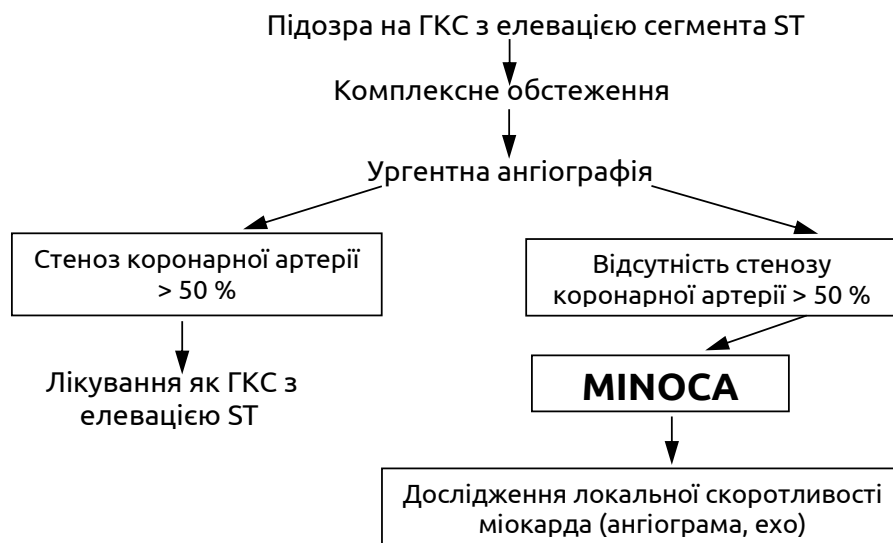 Підозра на ГКС з елевацією сегмента ST
Комплексне обстеження
Ургентна ангіографія
Стеноз коронарної артерії
> 50 %
Відсутність стенозу
коронарної артерії > 50 %
Лікування як ГКС з
елевацією ST
MINOCA
Дослідження локальної скоротливості
міокарда (ангіограма, ехо)